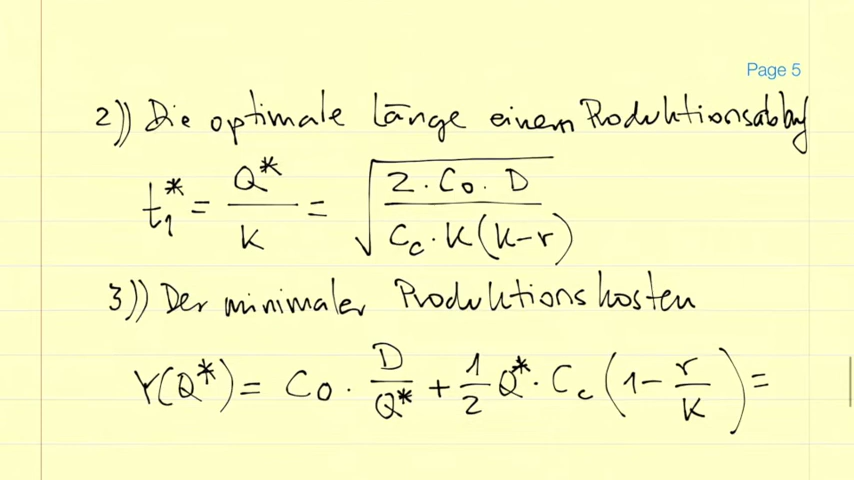 Page 5
2)) Die optimale Länge einem Produktionsablauf
t₁* = Q*/K = √(2 · C₀ · D / (C_c · K(K-r)))
3)) Der minimaler Produktionskosten
Y(Q*) = C₀ · D/Q* + 1/2 Q* · C_c (1 - r/K) =